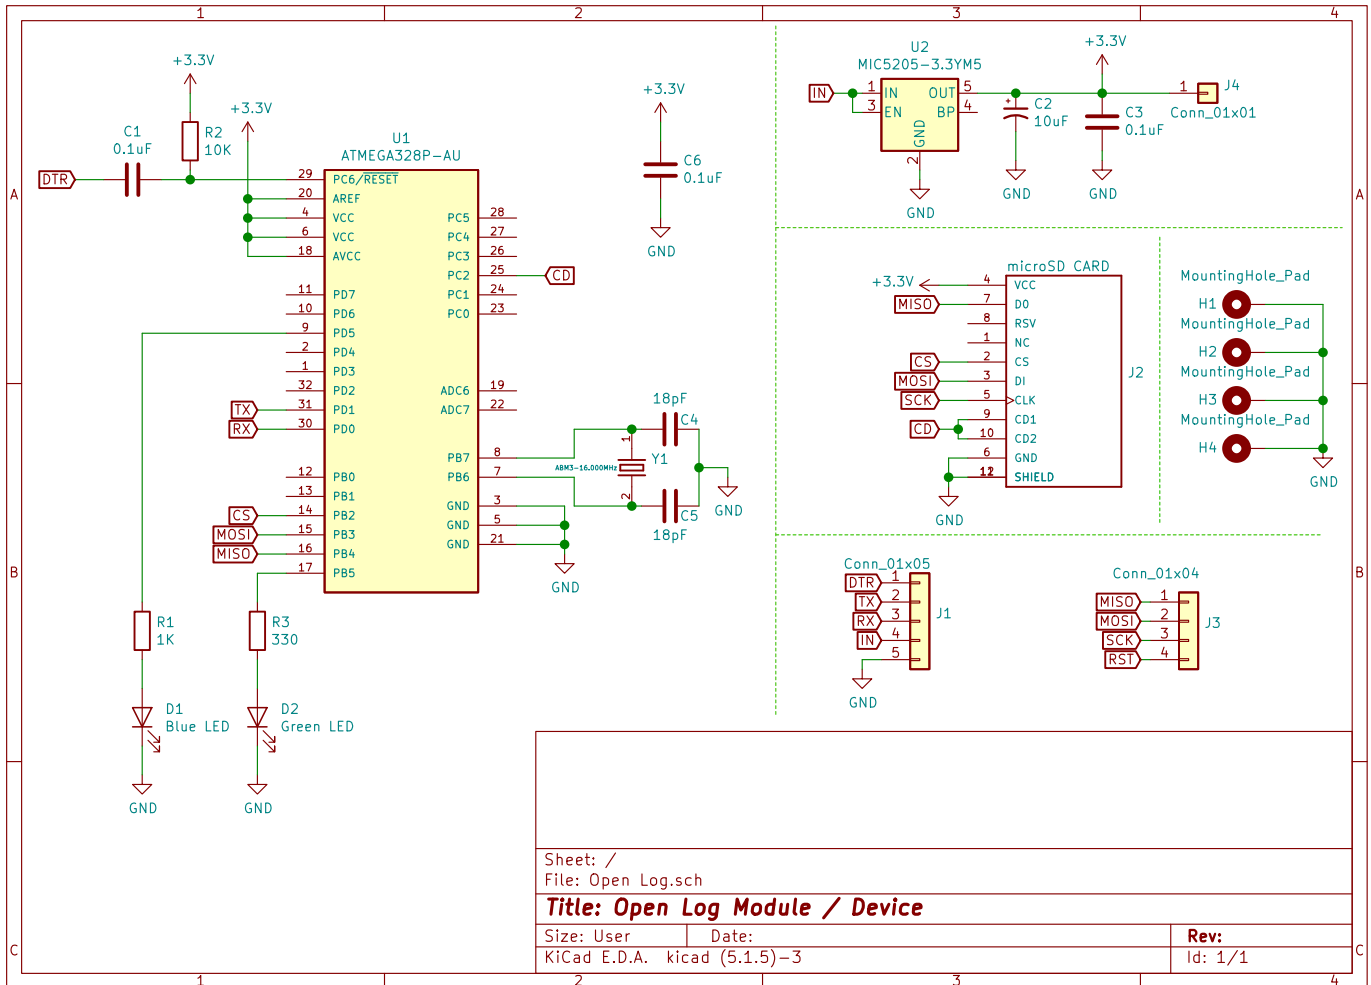 1 2 3 4
A
B
C
+3.3V
+3.3V
C1
0.1uF
R2
10K
DTR
U1
ATMEGA328P-AU
29 PC6/RESET
20 AREF
4 VCC
6 VCC
18 AVCC
11 PD7
10 PD6
9 PD5
2 PD4
1 PD3
32 PD2
TX 31 PD1
RX 30 PD0
12 PB0
13 PB1
CS 14 PB2
MOSI 15 PB3
MISO 16 PB4
17 PB5
PC5 28
PC4 27
PC3 26
PC2 25 CD
PC1 24
PC0 23
ADC6 19
ADC7 22
PB7 8
PB6 7
GND 3
GND 5
GND 21
GND
18pF
C4
1
ABM3-16.000MHz
Y1
2
C5
18pF
GND
+3.3V
C6
0.1uF
GND
R1
1K
R3
330
D1
Blue LED
D2
Green LED
GND
GND
U2
MIC5205-3.3YM5
IN 1 IN
3 EN
OUT 5
BP 4
GND
2
GND
C2
10uF
GND
+3.3V
C3
0.1uF
GND
1 J4
Conn_01x01
microSD CARD
+3.3V 4 VCC
MISO 7 D0
8 RSV
1 NC
CS 2 CS
MOSI 3 DI
SCK 5 CLK
9 CD1
CD 10 CD2
6 GND
SHIELD
J2
GND
MountingHole_Pad
H1
MountingHole_Pad
H2
MountingHole_Pad
H3
MountingHole_Pad
H4
GND
Conn_01x05
DTR 1
TX 2
RX 3
IN 4
5
J1
GND
Conn_01x04
MISO 1
MOSI 2
SCK 3
RST 4
J3
Sheet: /
File: Open Log.sch
Title: Open Log Module / Device
Size: User Date: Rev:
KiCad E.D.A. kicad (5.1.5)-3 Id: 1/1
A
B
C
1 2 3 4